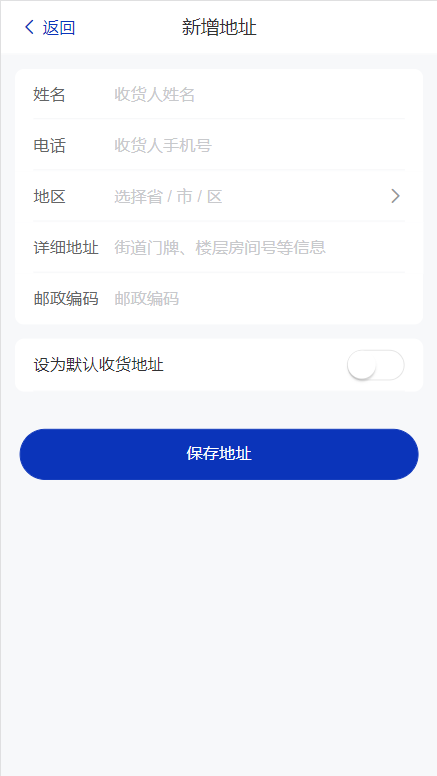 返回 新增地址
姓名 收货人姓名
电话 收货人手机号
地区 选择省 / 市 / 区
详细地址 街道门牌、楼层房间号等信息
邮政编码 邮政编码
设为默认收货地址
保存地址